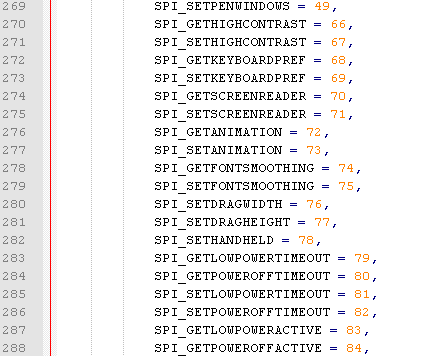 269 SPI_SETPENWINDOWS = 49,
270 SPI_GETHIGHCONTRAST = 66,
271 SPI_SETHIGHCONTRAST = 67,
272 SPI_GETKEYBOARDPREF = 68,
273 SPI_SETKEYBOARDPREF = 69,
274 SPI_GETSCREENREADER = 70,
275 SPI_SETSCREENREADER = 71,
276 SPI_GETANIMATION = 72,
277 SPI_SETANIMATION = 73,
278 SPI_GETFONTSMOOTHING = 74,
279 SPI_SETFONTSMOOTHING = 75,
280 SPI_SETDRAGWIDTH = 76,
281 SPI_SETDRAGHEIGHT = 77,
282 SPI_SETHANDHELD = 78,
283 SPI_GETLOWPOWERTIMEOUT = 79,
284 SPI_GETPOWEROFFTIMEOUT = 80,
285 SPI_SETLOWPOWERTIMEOUT = 81,
286 SPI_SETPOWEROFFTIMEOUT = 82,
287 SPI_GETLOWPOWERACTIVE = 83,
288 SPI_GETPOWEROFFACTIVE = 84,